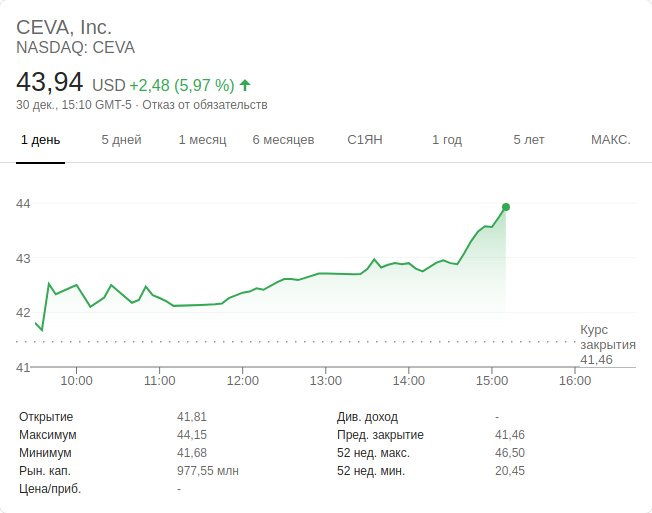 CEVA, Inc.
NASDAQ: CEVA
43,94 USD +2,48 (5,97 %)
30 дек., 15:10 GMT-5 · Отказ от обязательств
1 день 5 дней 1 месяц 6 месяцев С1ЯН 1 год 5 лет МАКС.
44
43
42
41
Курс
закрытия
41,46
10:00 11:00 12:00 13:00 14:00 15:00 16:00
Открытие 41,81 Див. доход -
Максимум 44,15 Пред. закрытие 41,46
Минимум 41,68 52 нед. макс. 46,50
Рын. кап. 977,55 млн 52 нед. мин. 20,45
Цена/приб. -